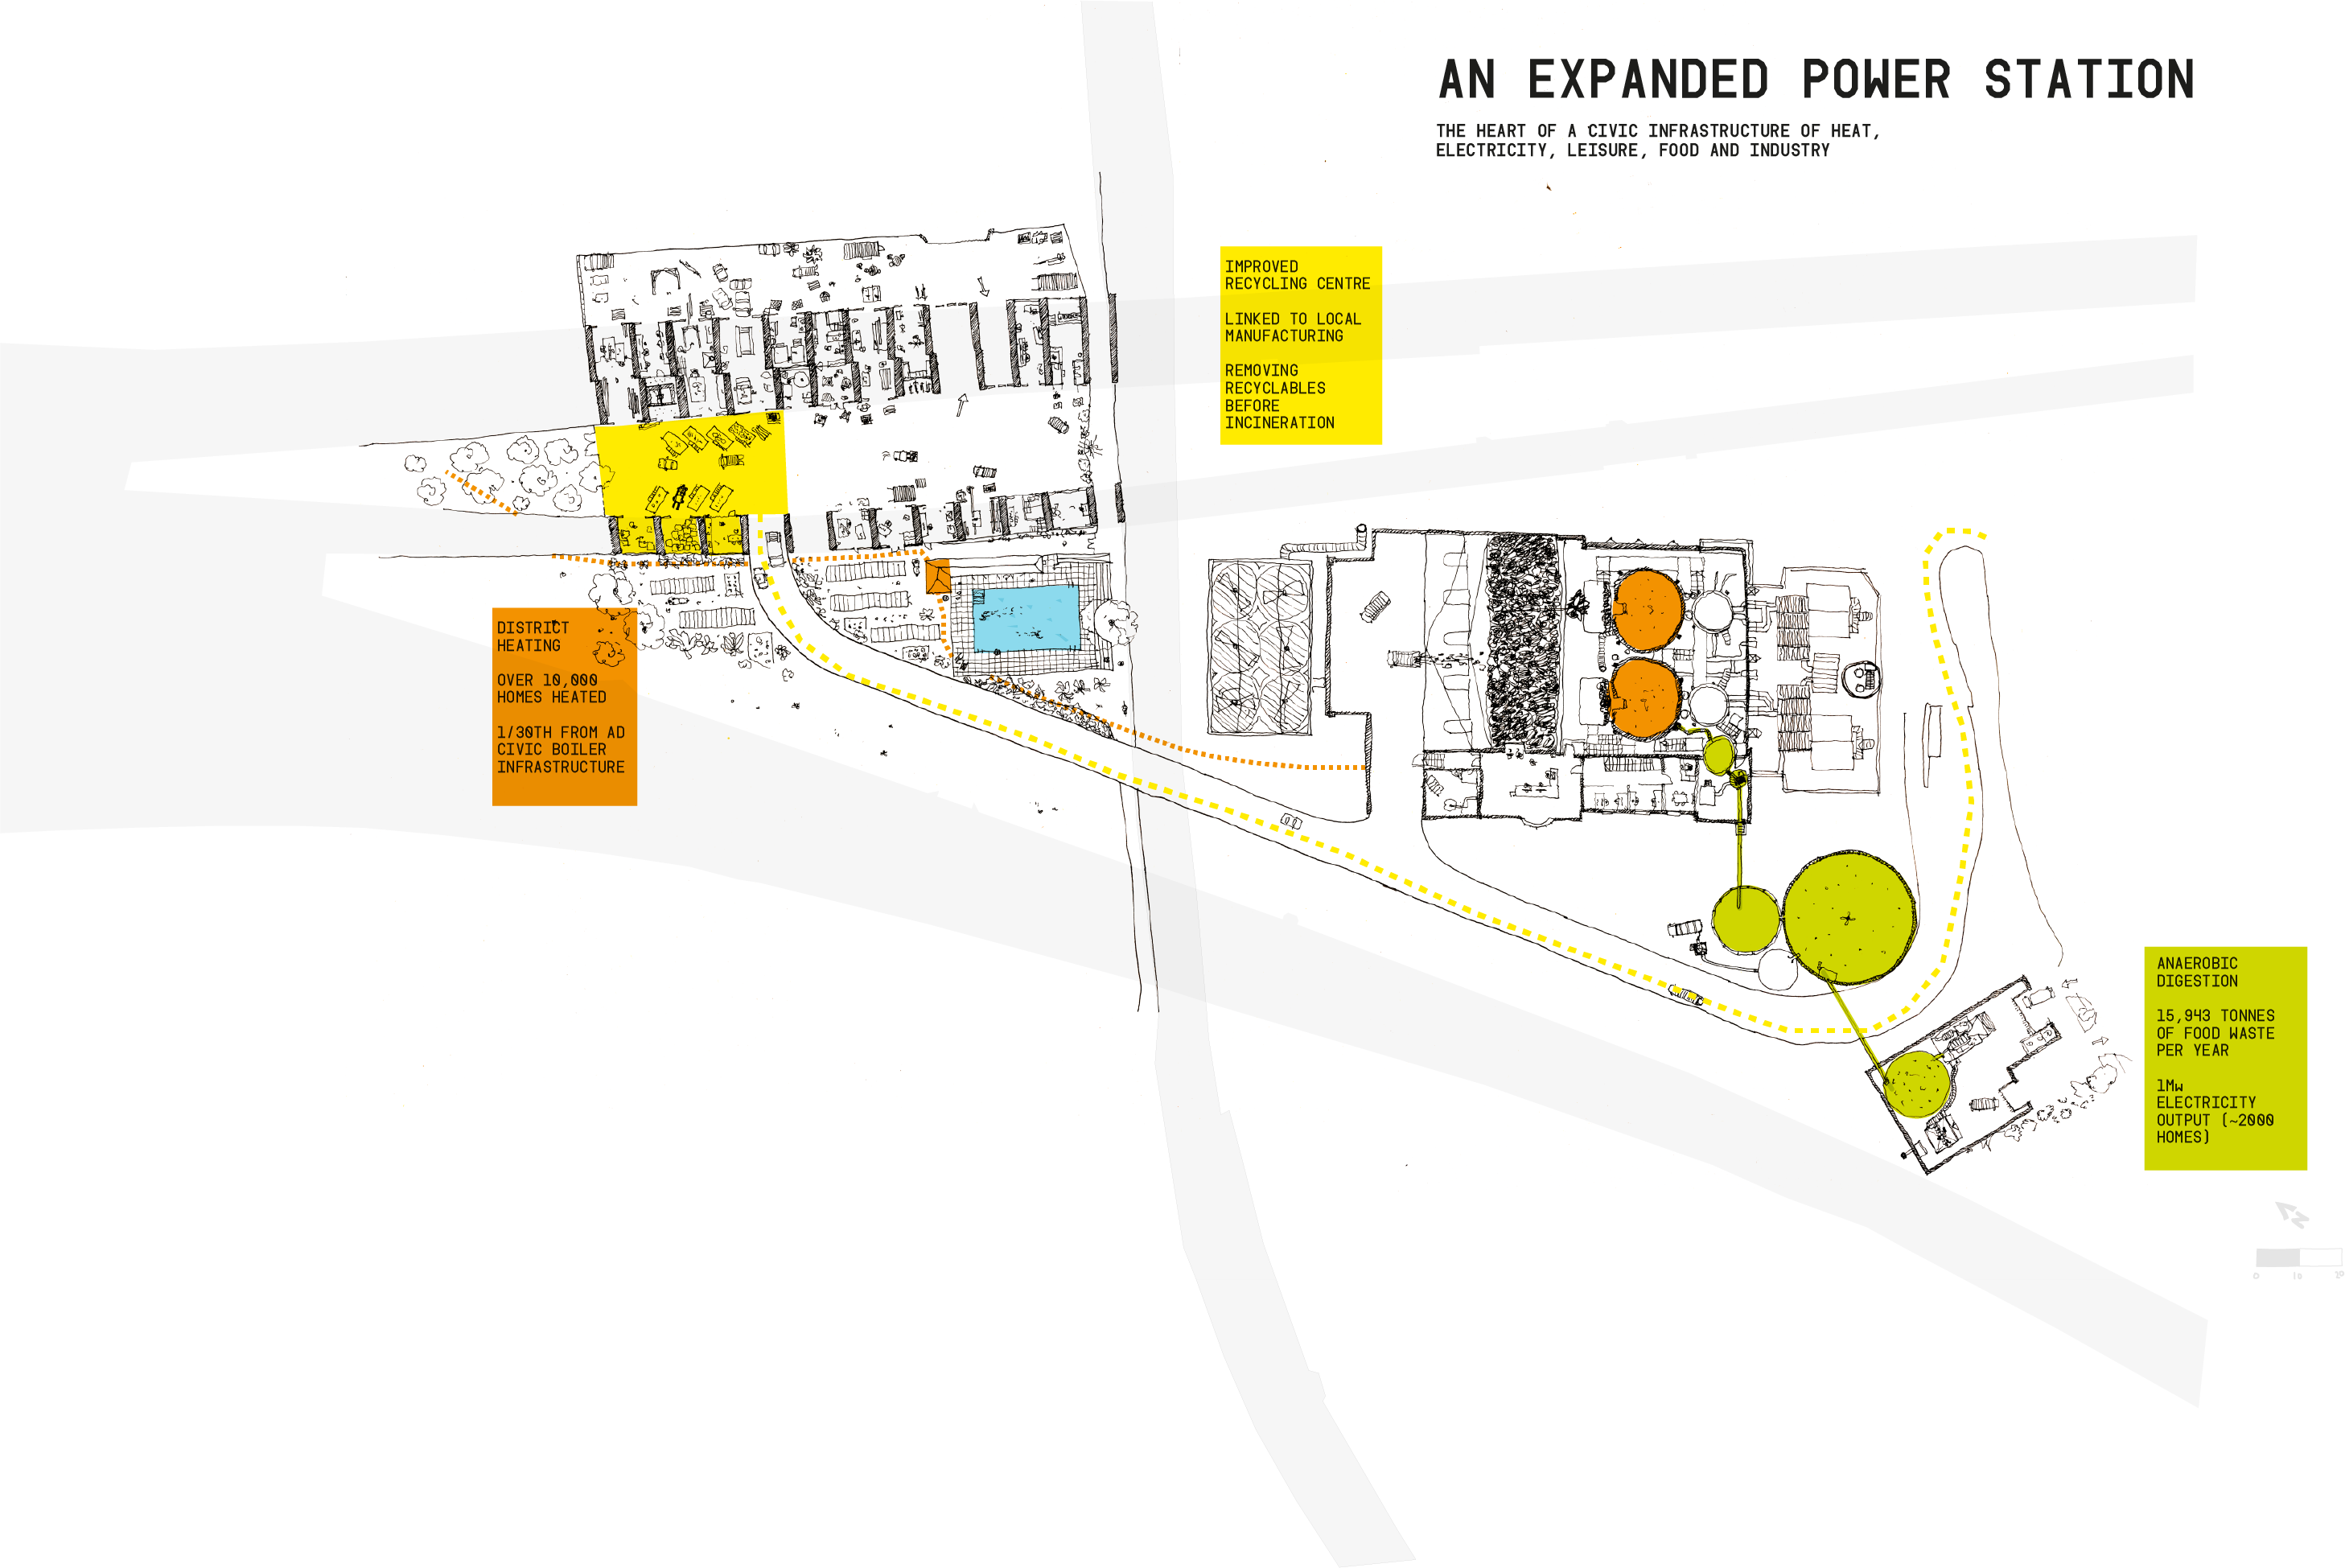 AN EXPANDED POWER STATION
THE HEART OF A CIVIC INFRASTRUCTURE OF HEAT,
ELECTRICITY, LEISURE, FOOD AND INDUSTRY
IMPROVED
RECYCLING CENTRE
LINKED TO LOCAL
MANUFACTURING
REMOVING
RECYCLABLES
BEFORE
INCINERATION
DISTRICT
HEATING
OVER 10,000
HOMES HEATED
1/30TH FROM AD
CIVIC BOILER
INFRASTRUCTURE
ANAEROBIC
DIGESTION
15,943 TONNES
OF FOOD WASTE
PER YEAR
1Mw
ELECTRICITY
OUTPUT (~2000
HOMES)
N
0 10 20